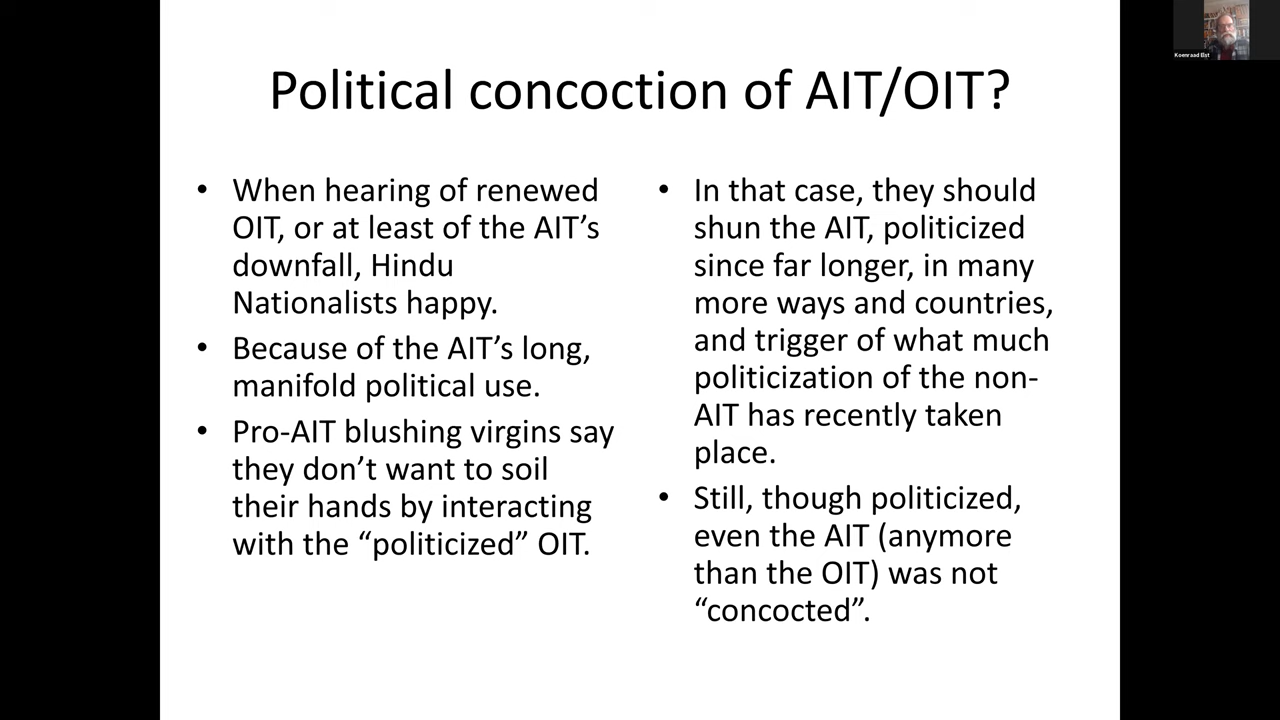 Political concoction of AIT/OIT?
• When hearing of renewed
OIT, or at least of the AIT’s
downfall, Hindu
Nationalists happy.
• Because of the AIT’s long,
manifold political use.
• Pro-AIT blushing virgins say
they don’t want to soil
their hands by interacting
with the “politicized” OIT.
• In that case, they should
shun the AIT, politicized
since far longer, in many
more ways and countries,
and trigger of what much
politicization of the non-
AIT has recently taken
place.
• Still, though politicized,
even the AIT (anymore
than the OIT) was not
“concocted”.
Koenraad Elst